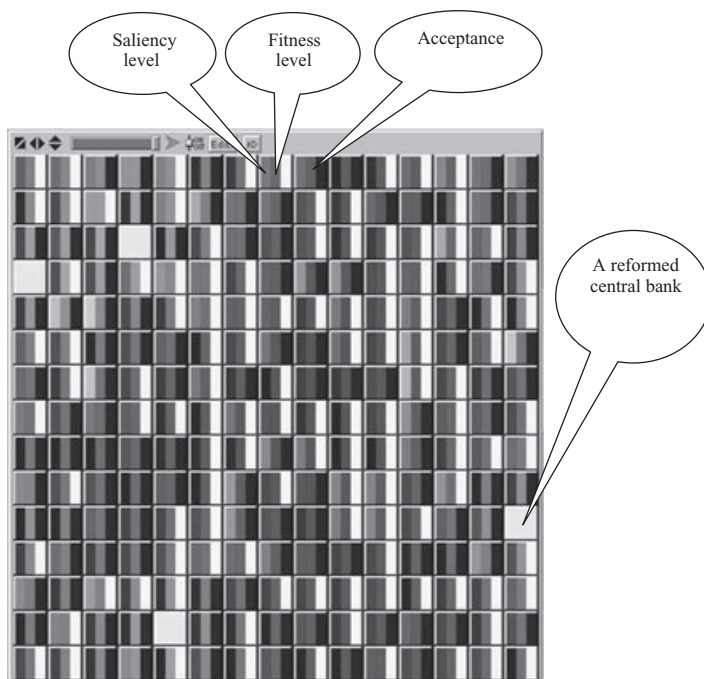 Saliency
level
Fitness
level
Acceptance
A reformed
central bank